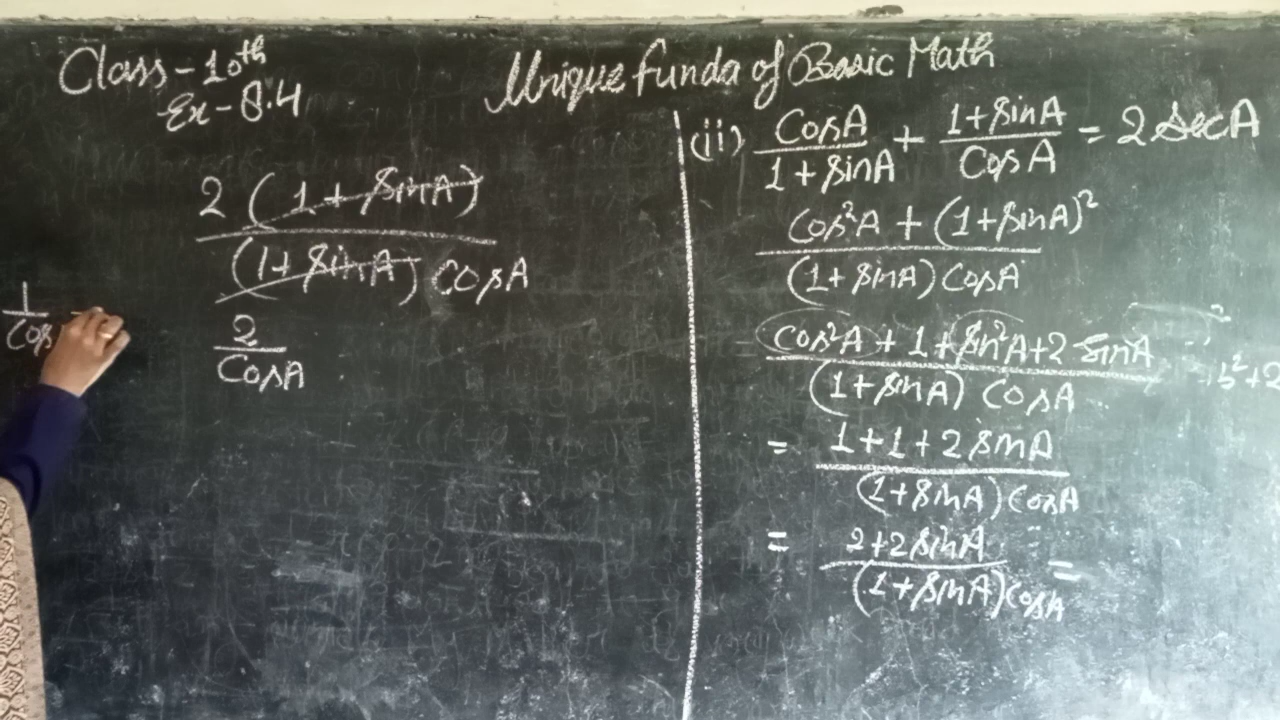 Class - 10th
Ex - 8.4
Unique funda of Basic Math
(ii) CosA/1+sinA + 1+sinA/CosA = 2 secA
Cos²A + (1+sinA)²
(1+sinA) CosA
Cos²A + 1 + sin²A + 2 sinA
(1+sinA) CosA
= 1+1+2 sinA
(1+sinA) CosA
= 2+2 sinA =
(1+sinA) CosA
2 (1+ sinA)
(1+ sinA) CosA
2
CosA
1
Cos